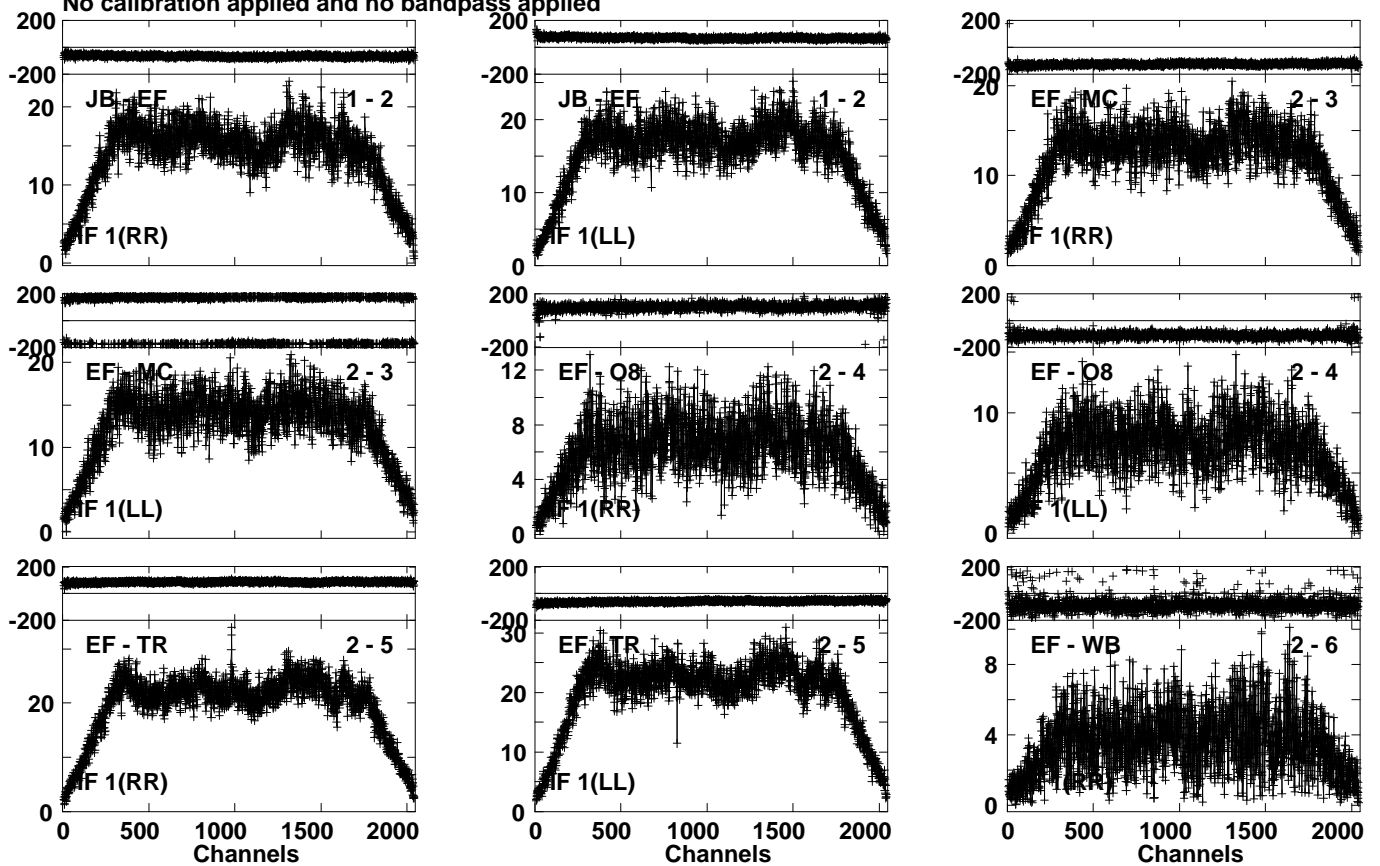 No calibration applied and no bandpass applied
200
-200
20
10
0
JB - EF
1 - 2
IF 1(RR)
200
-200
20
10
0
JB - EF
1 - 2
IF 1(LL)
200
-200
20
10
0
EF - MC
2 - 3
IF 1(RR)
200
-200
20
10
0
EF - MC
2 - 3
IF 1(LL)
200
-200
12
8
4
0
EF - O8
2 - 4
IF 1(RR)
200
-200
10
0
EF - O8
2 - 4
IF 1(LL)
200
-200
20
0
EF - TR
2 - 5
IF 1(RR)
0 500 1000 1500 2000
Channels
200
-200
30
20
10
0
EF - TR
2 - 5
IF 1(LL)
0 500 1000 1500 2000
Channels
200
-200
8
4
0
EF - WB
2 - 6
1(RR)
0 500 1000 1500 2000
Channels